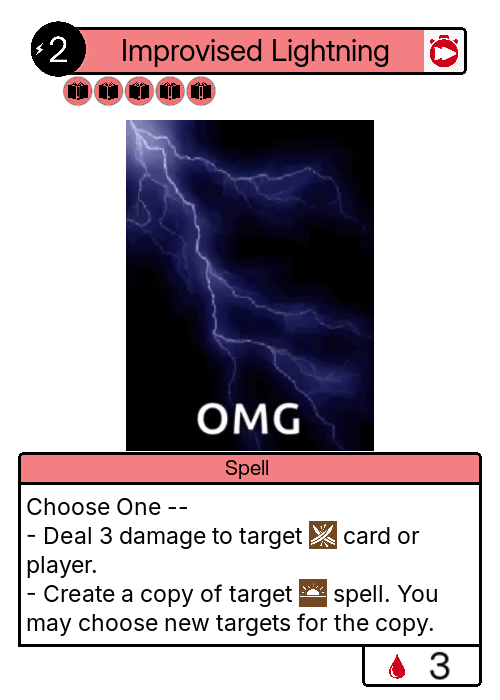 2 Improvised Lightning
OMG
Spell
Choose One --
- Deal 3 damage to target card or
player.
- Create a copy of target spell. You
may choose new targets for the copy.
3